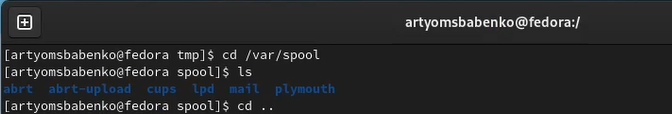 artyomsbabenko@fedora:/
[artyomsbabenko@fedora tmp]$ cd /var/spool
[artyomsbabenko@fedora spool]$ ls
abrt  abrt-upload  cups  lpd  mail  plymouth
[artyomsbabenko@fedora spool]$ cd ..